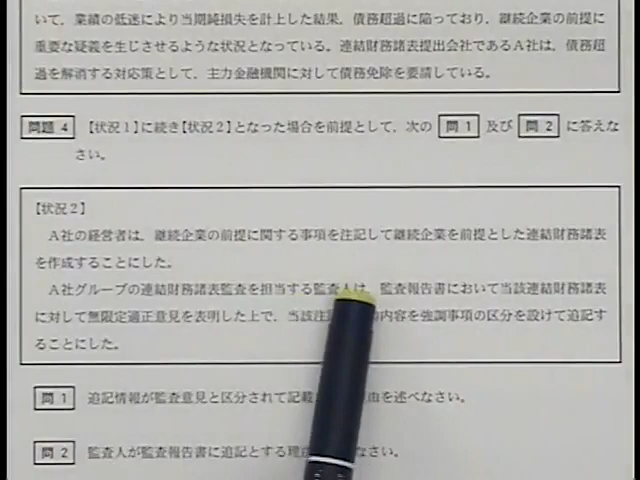 いて，業績の低迷により当期純損失を計上した結果，債務超過に陥っており，継続企業の前提に
重要な疑義を生じさせるような状況となっている。連結財務諸表提出会社であるA社は，債務超
過を解消する対応策として，主力金融機関に対して債務免除を要請している。
問題 4 【状況1】に続き【状況2】となった場合を前提として，次の 問 1 及び 問 2 に答えな
さい。
【状況2】
A社の経営者は，継続企業の前提に関する事項を注記して継続企業を前提とした連結財務諸表
を作成することにした。
A社グループの連結財務諸表監査を担当する監査人は，監査報告書において当該連結財務諸表
に対して無限定適正意見を表明した上で，当該注 内容を強調事項の区分を設けて追記す
ることにした。
問 1 追記情報が監査意見と区分されて記載 由を述べなさい。
問 2 監査人が監査報告書に追記とする理 なさい。